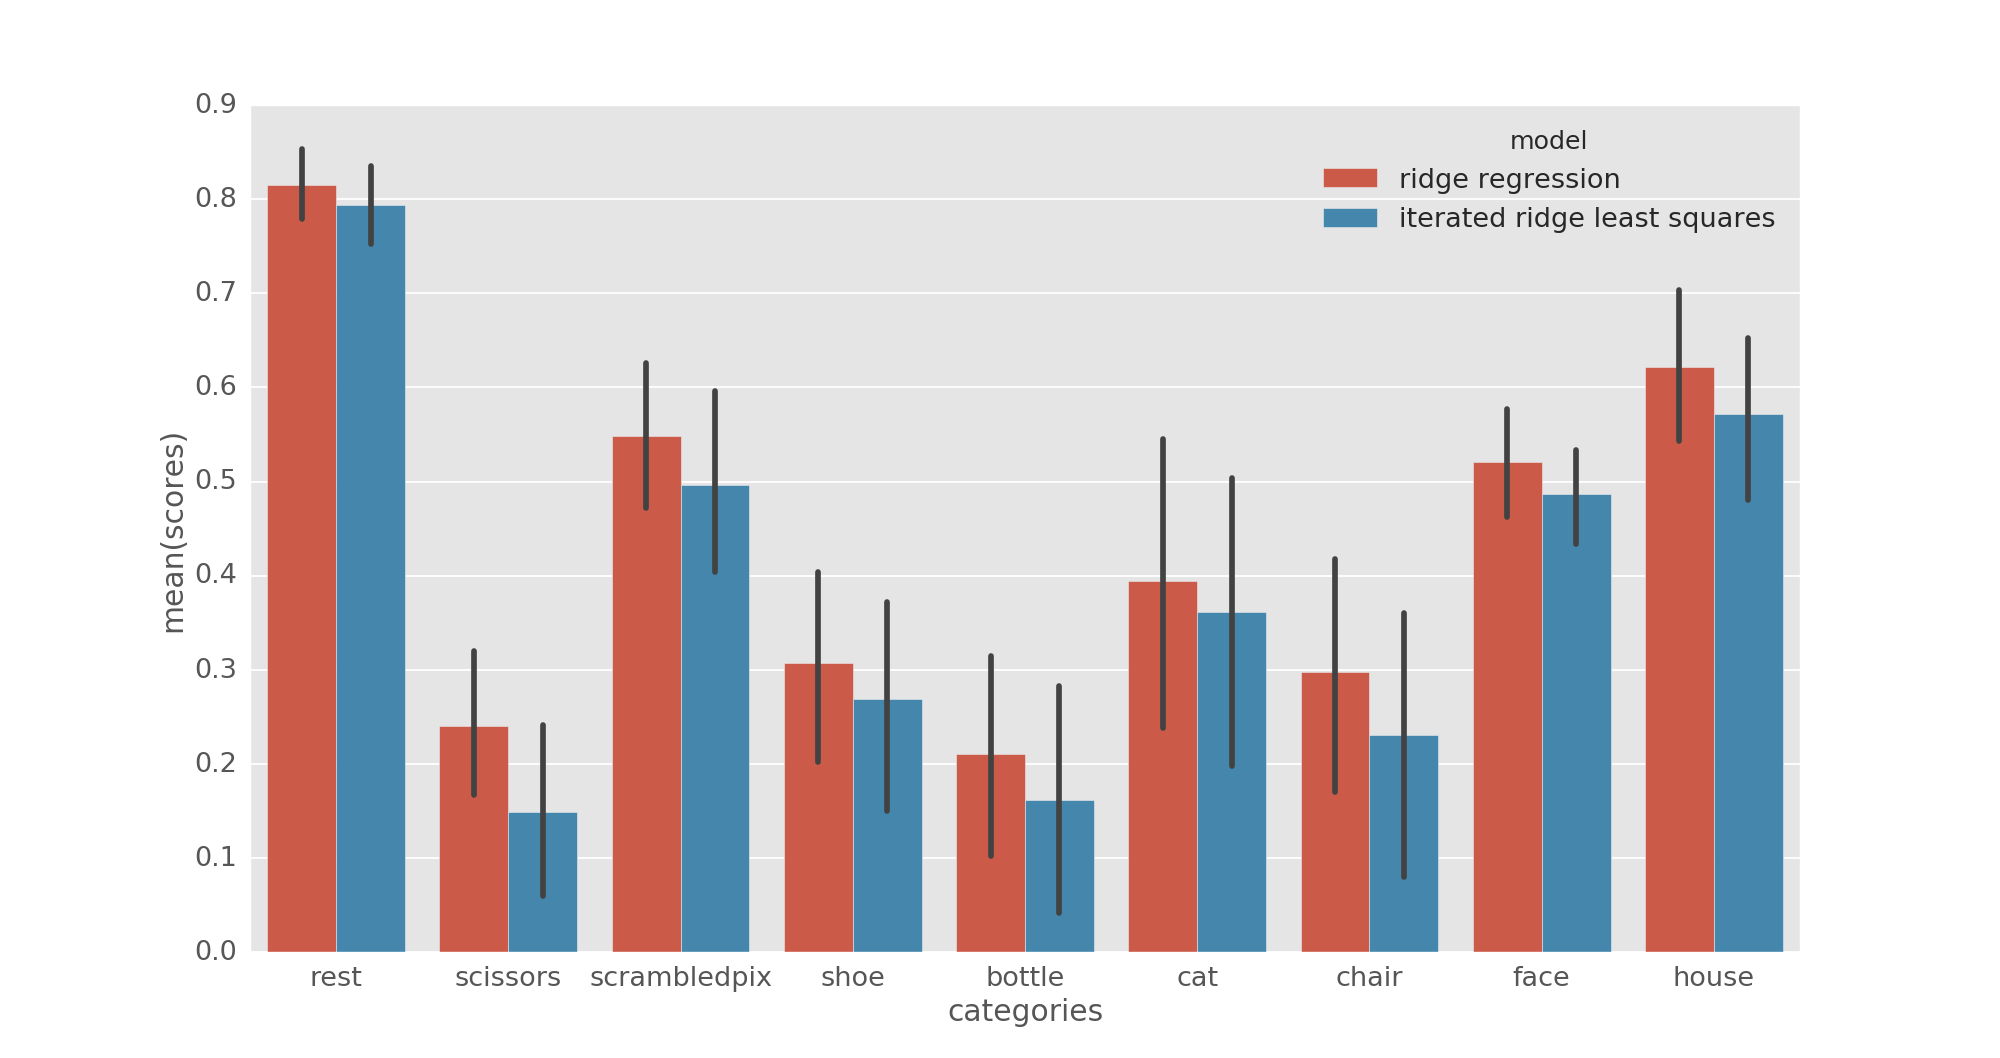 0.9
0.8
0.7
0.6
0.5
0.4
0.3
0.2
0.1
0.0
mean(scores)
model
ridge regression
iterated ridge least squares
rest scissors scrambledpix shoe bottle cat chair face house
categories